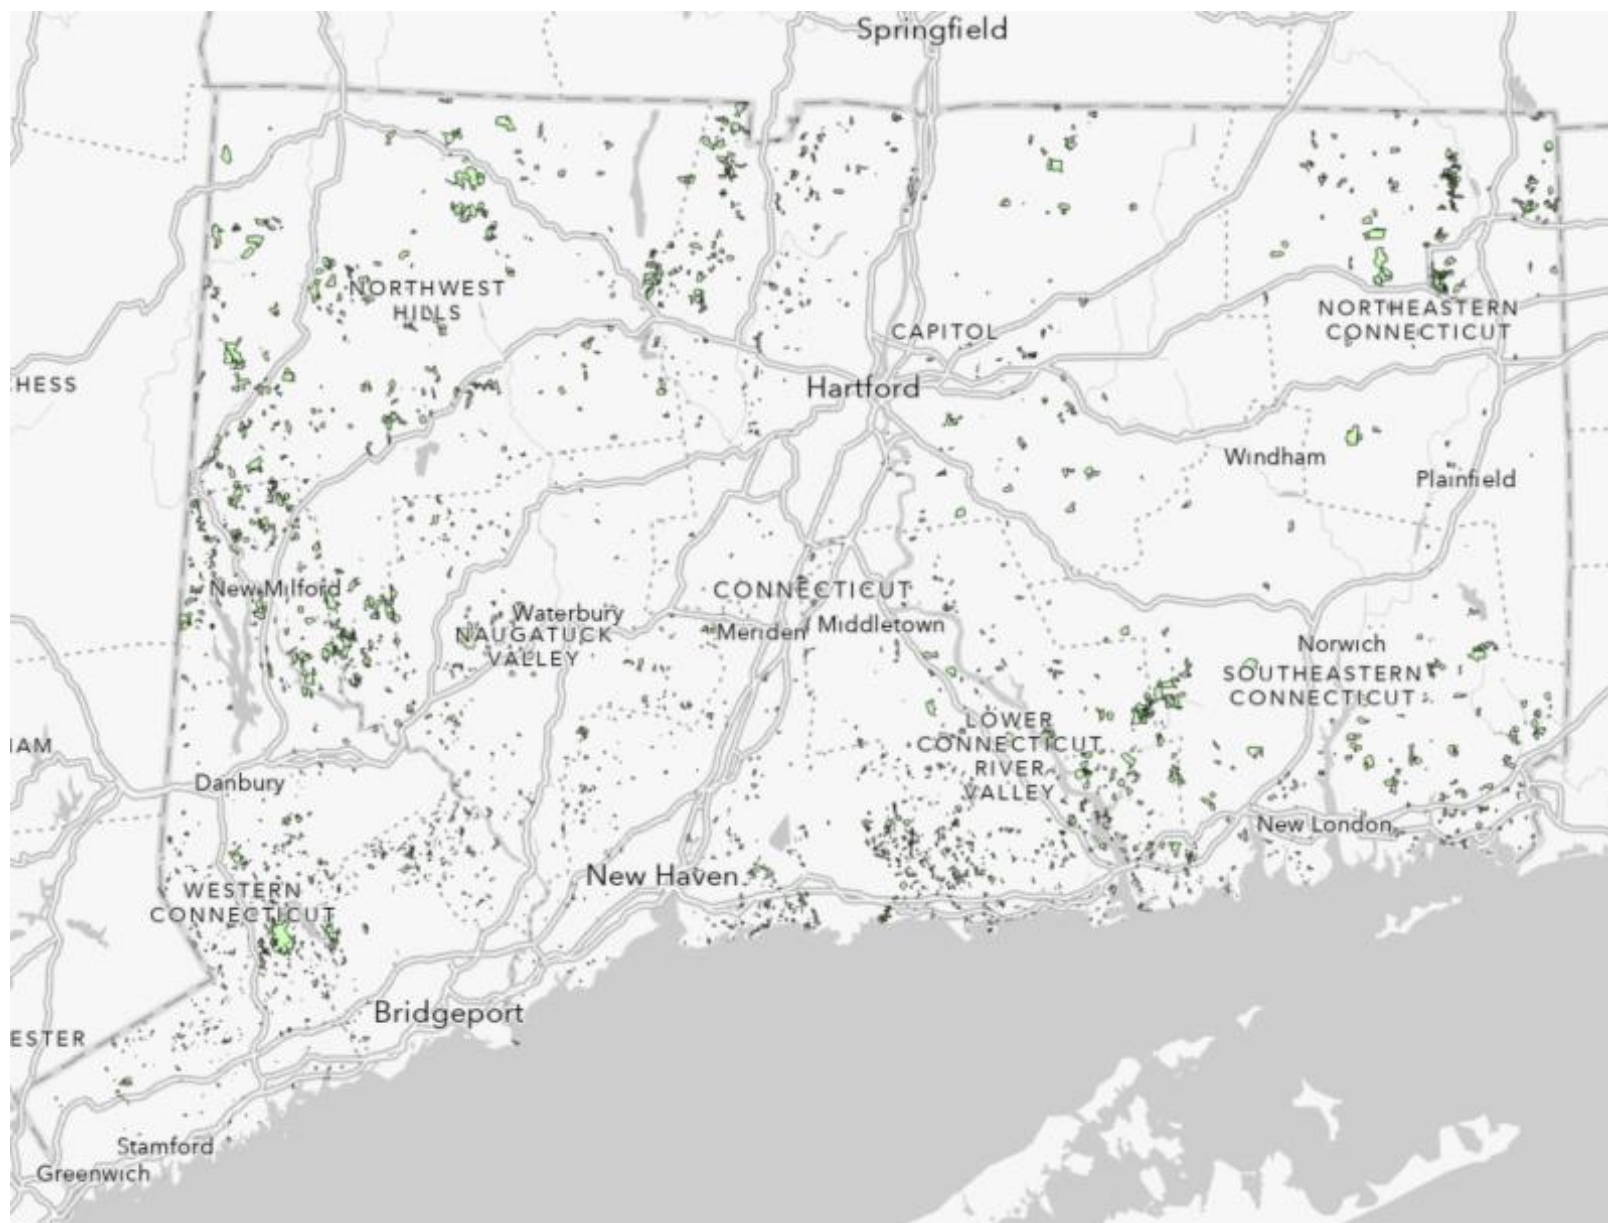 Springfield
NORTHWEST
HILLS
NORTHEASTERN
CONNECTICUT
CAPITOL
HESS
Hartford
Windham
Plainfield
New Milford
CONNECTICUT
Waterbury
NAUGATUCK
VALLEY
Meriden
Middletown
Norwich
SOUTHEASTERN
CONNECTICUT
LOWER
CONNECTICUT
RIVER
VALLEY
IAM
Danbury
New London
New Haven
WESTERN
CONNECTICUT
Bridgeport
ESTER
Stamford
Greenwich